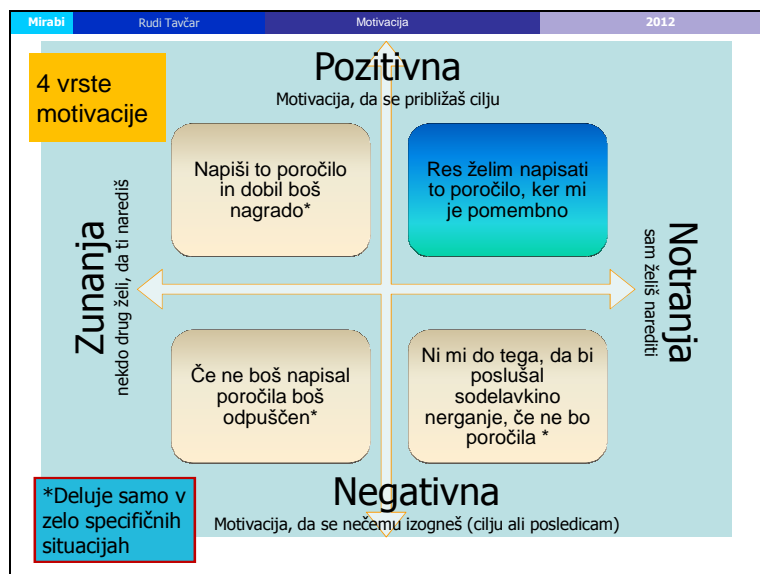 Mirabi Rudi Tavčar Motivacija 2012
4 vrste
motivacije
Pozitivna
Motivacija, da se približaš cilju
Napiši to poročilo
in dobil boš
nagrado*
Res želim napisati
to poročilo, ker mi
je pomembno
Zunanja
nekdo drug želi, da ti narediš
Notranja
sam želiš narediti
Če ne boš napisal
poročila boš
odpuščen*
Ni mi do tega, da bi
poslušal
sodelavkino
nerganje, če ne bo
poročila *
Negativna
Motivacija, da se nečemu izogneš (cilju ali posledicam)
*Deluje samo v
zelo specifičnih
situacijah